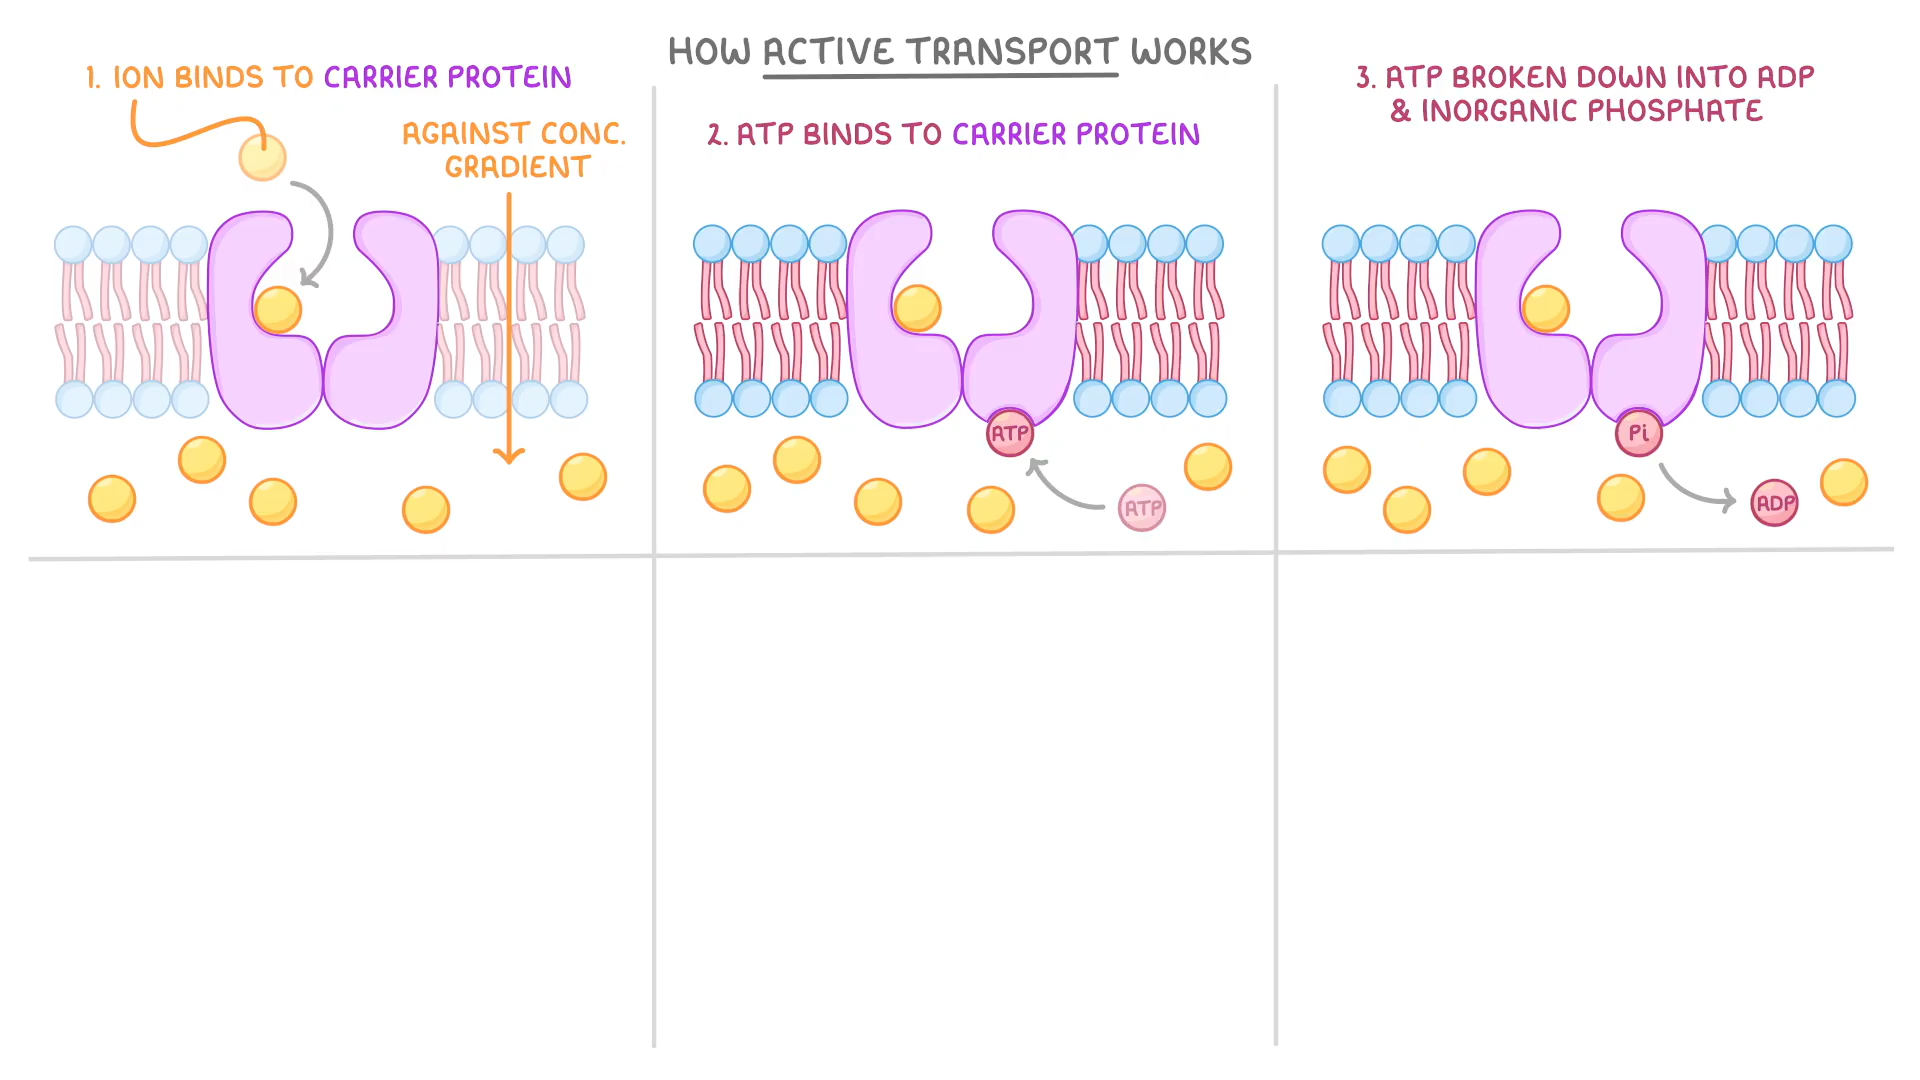 HOW ACTIVE TRANSPORT WORKS
1. ION BINDS TO CARRIER PROTEIN
AGAINST CONC.
GRADIENT
2. ATP BINDS TO CARRIER PROTEIN
ATP
ATP
3. ATP BROKEN DOWN INTO ADP
& INORGANIC PHOSPHATE
Pi
ADP